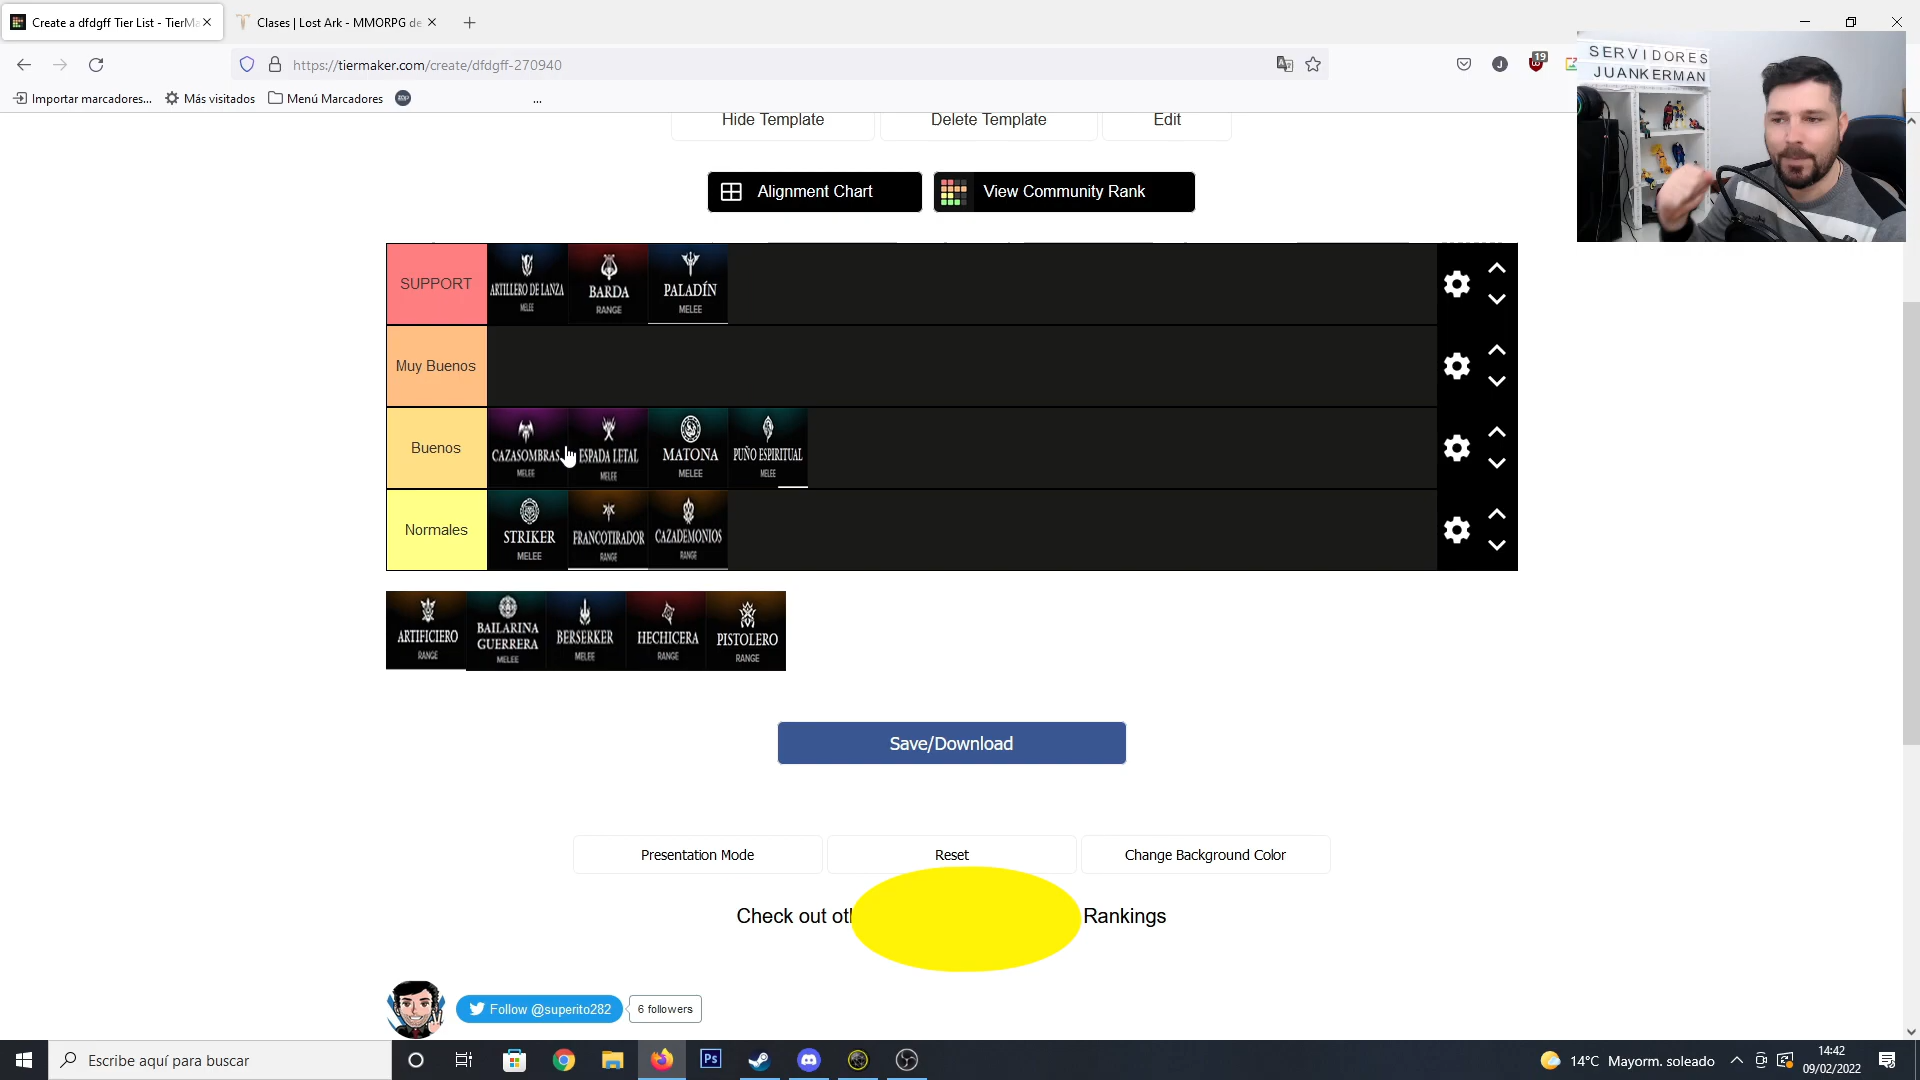 Create a dfdgff Tier List - TierMa
Clases | Lost Ark - MMORPG de
https://tiermaker.com/create/dfdgff-270940
19
J
Importar marcadores...
Más visitados
Menú Marcadores
...
SERVIDORES
JUANKERMAN
Hide Template
Delete Template
Edit
Alignment Chart
View Community Rank
SUPPORT
ARTILLERO DE LANZA
MELEE
BARDA
RANGE
PALADÍN
MELEE
Muy Buenos
Buenos
CAZASOMBRAS
MELEE
ESPADA LETAL
MELEE
MATONA
MELEE
PUÑO ESPIRITUAL
MELEE
Normales
STRIKER
MELEE
FRANCOTIRADOR
RANGE
CAZADEMONIOS
RANGE
ARTIFICIERO
RANGE
BAILARINA
GUERRERA
MELEE
BERSERKER
MELEE
HECHICERA
RANGE
PISTOLERO
RANGE
Save/Download
Presentation Mode
Reset
Change Background Color
Check out Rankings
Follow @superito282
6 followers
Escribe aquí para buscar
Ps
14°C Mayorm. soleado
14:42
09/02/2022